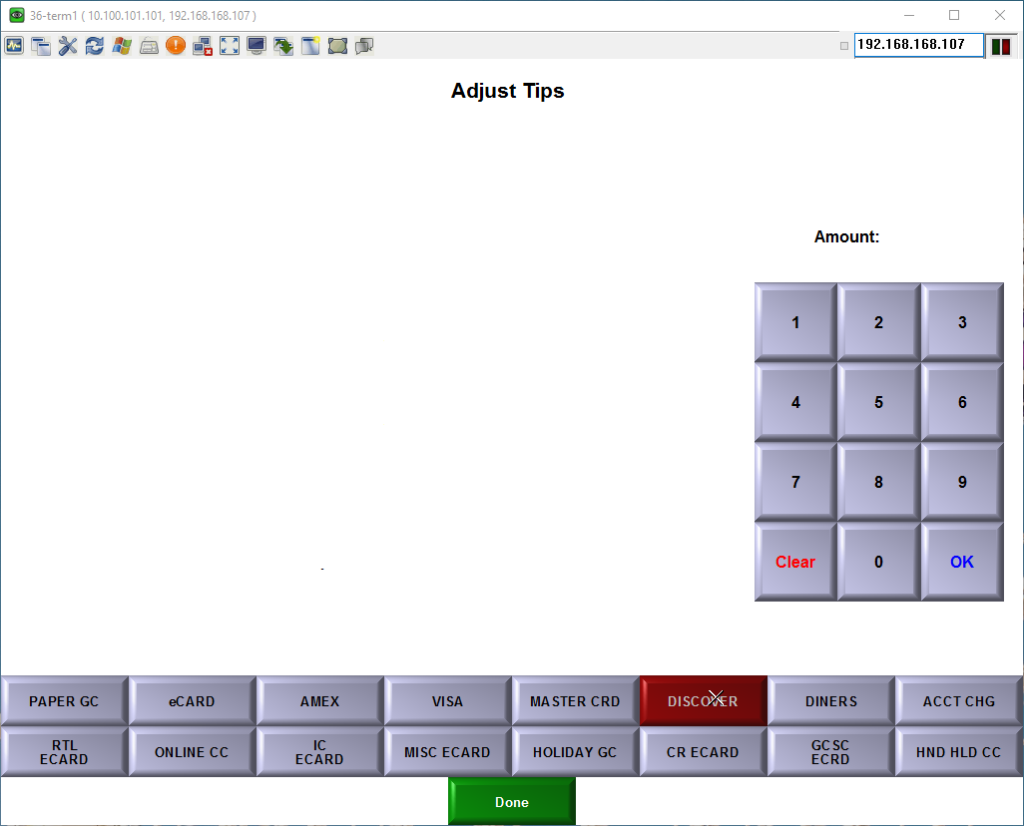 36-term1 ( 10.100.101.101, 192.168.168.107 )
192.168.168.107
Adjust Tips
Amount:
1 2 3
4 5 6
7 8 9
Clear 0 OK
PAPER GC eCARD AMEX VISA MASTER CRD DISCOVER DINERS ACCT CHG
RTL ECARD ONLINE CC IC ECARD MISC ECARD HOLIDAY GC CR ECARD GC SC ECRD HND HLD CC
Done